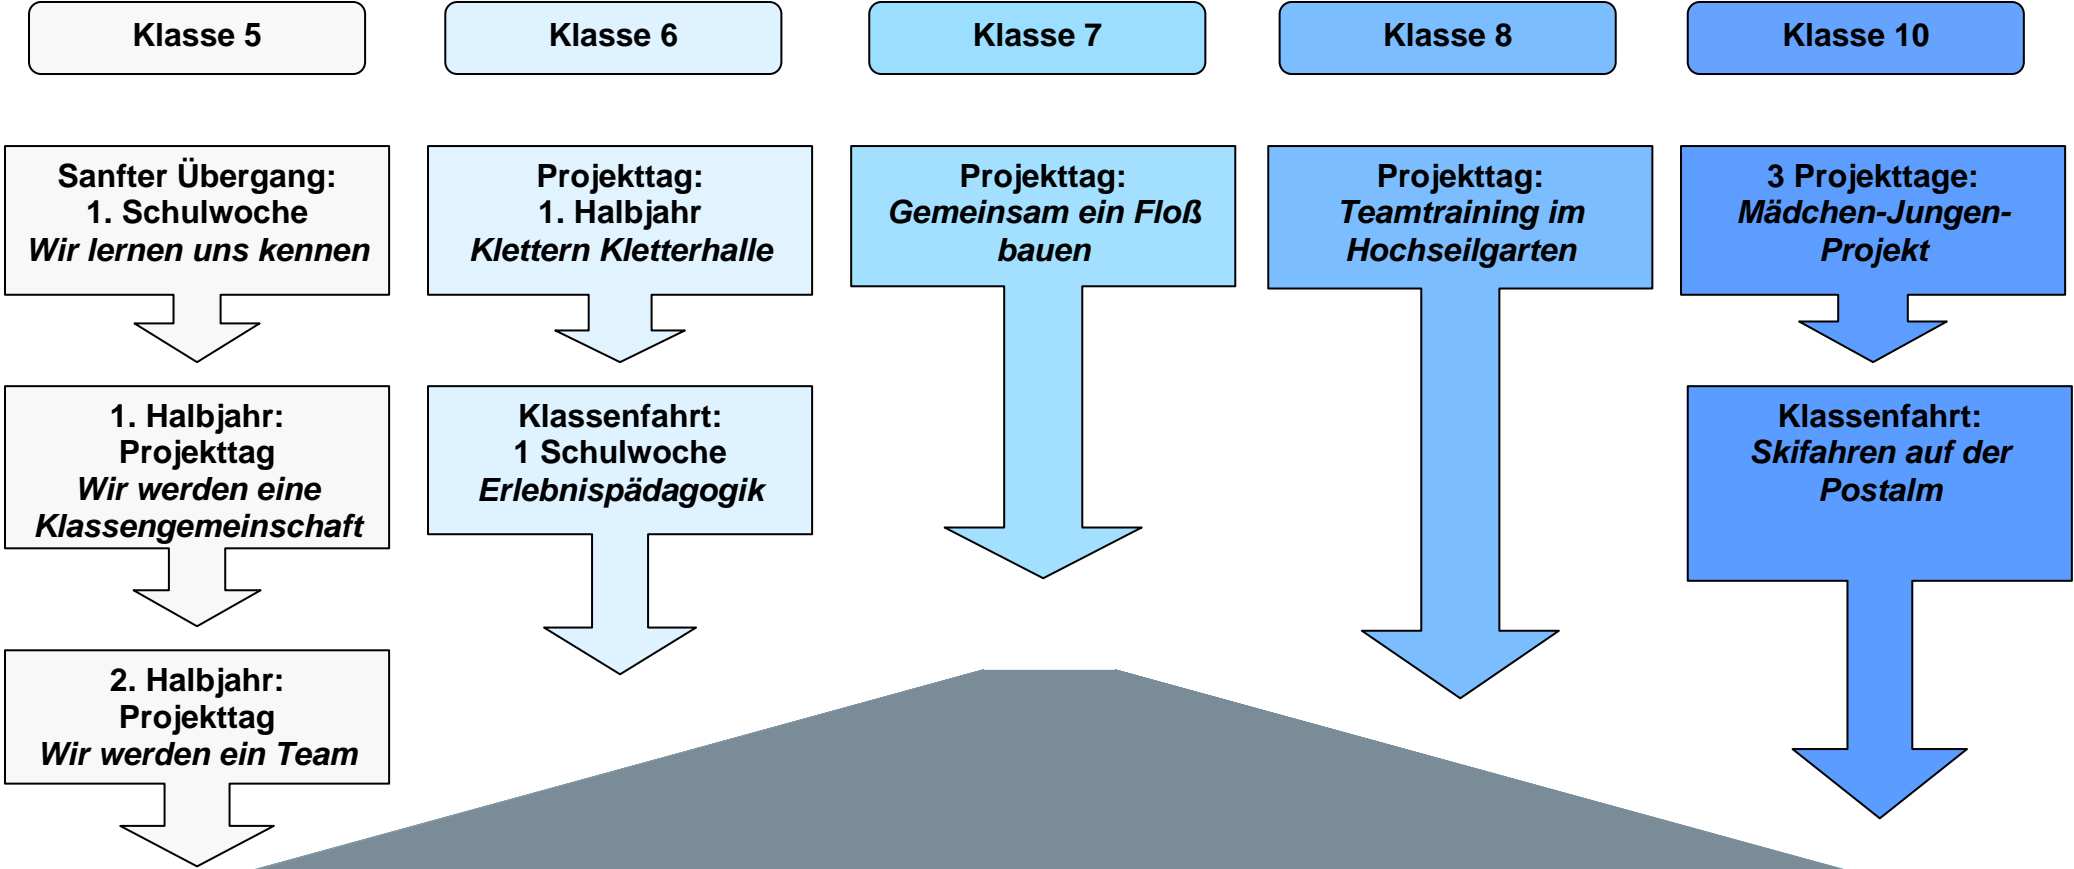 Klasse 5
Klasse 6
Klasse 7
Klasse 8
Klasse 10
Sanfter Übergang:
1. Schulwoche
Wir lernen uns kennen
Projekttag:
1. Halbjahr
Klettern Kletterhalle
Projekttag:
Gemeinsam ein Floß
bauen
Projekttag:
Teamtraining im
Hochseilgarten
3 Projekttage:
Mädchen-Jungen-
Projekt
1. Halbjahr:
Projekttag
Wir werden eine
Klassengemeinschaft
Klassenfahrt:
1 Schulwoche
Erlebnispädagogik
Klassenfahrt:
Skifahren auf der
Postalm
2. Halbjahr:
Projekttag
Wir werden ein Team